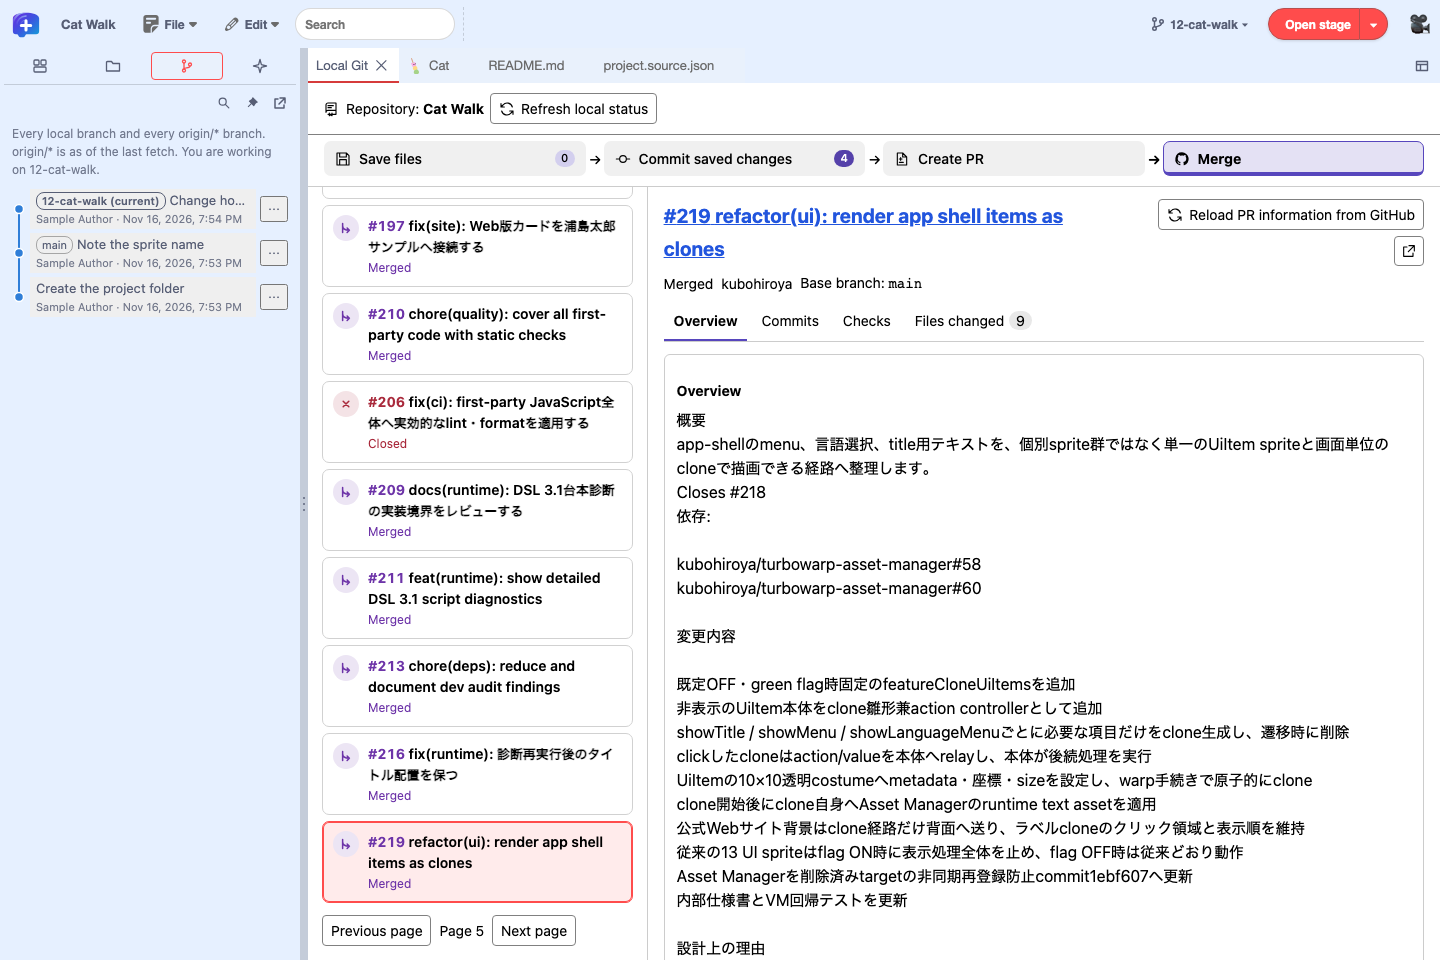 Cat Walk
File
Edit
Search
12-cat-walk
Open stage
Every local branch and every origin/* branch.
origin/* is as of the last fetch. You are working
on 12-cat-walk.
12-cat-walk (current) Change ho...
Sample Author · Nov 16, 2026, 7:54 PM
...
main Note the sprite name
Sample Author · Nov 16, 2026, 7:53 PM
...
Create the project folder
Sample Author · Nov 16, 2026, 7:53 PM
...
Local Git
Cat
README.md
project.source.json
Repository: Cat Walk
Refresh local status
Save files 0
Commit saved changes 4
Create PR
Merge
#197 fix(site): Web版カードを浦島太郎
サンプルへ接続する
Merged
#210 chore(quality): cover all first-
party code with static checks
Merged
#206 fix(ci): first-party JavaScript全
体へ実効的なlint・formatを適用する
Closed
#209 docs(runtime): DSL 3.1台本診断
の実装境界をレビューする
Merged
#211 feat(runtime): show detailed
DSL 3.1 script diagnostics
Merged
#213 chore(deps): reduce and
document dev audit findings
Merged
#216 fix(runtime): 診断再実行後のタイ
トル配置を保つ
Merged
#219 refactor(ui): render app shell
items as clones
Merged
Previous page
Page 5
Next page
#219 refactor(ui): render app shell items as
clones
Reload PR information from GitHub
Merged kubohiroya Base branch: main
Overview
Commits
Checks
Files changed 9
Overview
概要
app-shellのmenu、言語選択、title用テキストを、個別sprite群ではなく単一のUiItem spriteと画面単位の
cloneで描画できる経路へ整理します。
Closes #218
依存:
kubohiroya/turbowarp-asset-manager#58
kubohiroya/turbowarp-asset-manager#60
変更内容
既定OFF・green flag時固定のfeatureCloneUiItemsを追加
非表示のUiItem本体をclone雛形兼action controllerとして追加
showTitle / showMenu / showLanguageMenuごとに必要な項目だけをclone生成し、遷移時に削除
clickしたcloneはaction/valueを本体へrelayし、本体が後続処理を実行
UiItemの10×10透明costumeへmetadata・座標・sizeを設定し、warp手続きで原子的にclone
clone開始後にclone自身へAsset Managerのruntime text assetを適用
公式Webサイト背景はclone経路だけ背面へ送り、ラベルcloneのクリック領域と表示順を維持
従来の13 UI spriteはflag ON時に表示処理全体を止め、flag OFF時は従来どおり動作
Asset Managerを削除済みtargetの非同期再登録防止commit1ebf607へ更新
内部仕様書とVM回帰テストを更新
設計上の理由